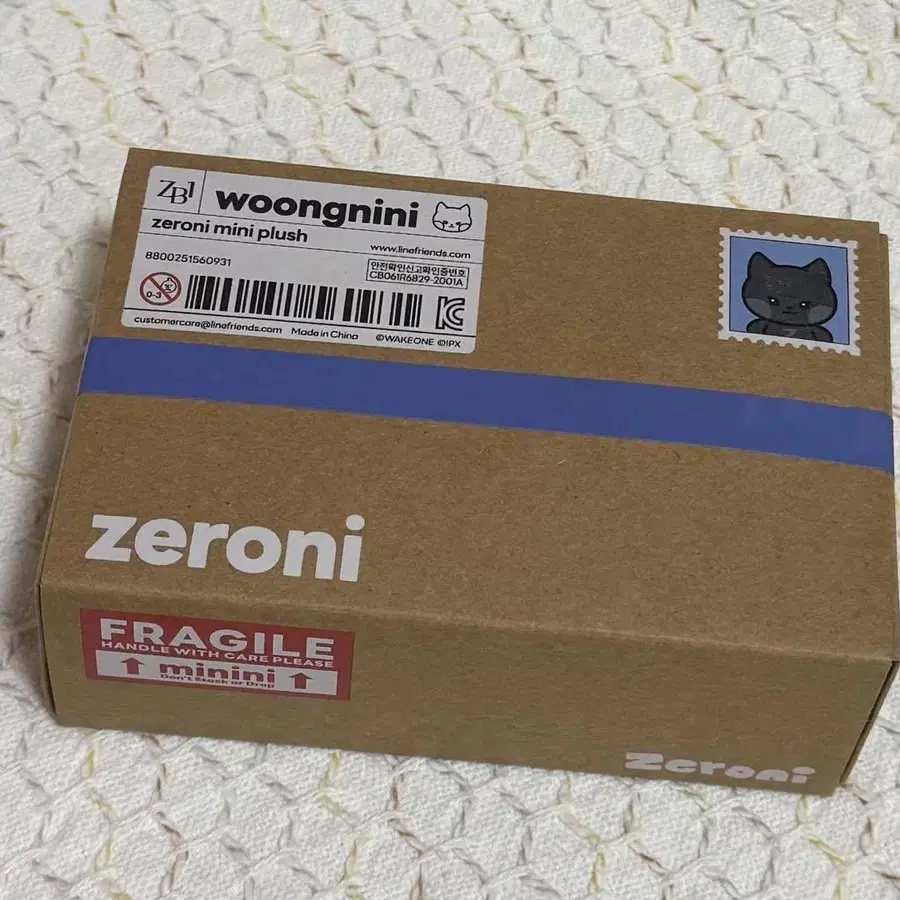 ZB1
woongnini
zeroni mini plush
www.linefriends.com
8800251560931
안전확인신고확인증번호
CB061R6829-2001A
0-3
customercare@linefriends.com Made in China ©WAKEONE ©IPX
Z
zeroni
FRAGILE
HANDLE WITH CARE PLEASE
minini
Don't Stack or Drop
zeroni